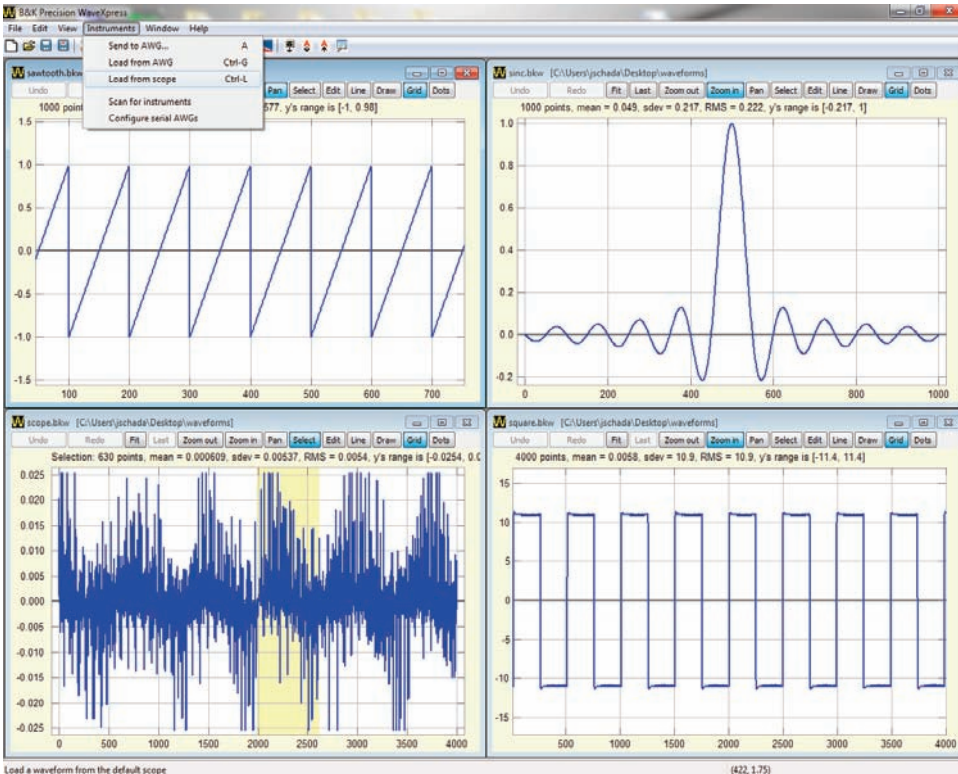 B&K Precision WaveXpress
File Edit View Instruments Window Help
Send to AWG... A
Load from AWG Ctrl-G
Load from scope Ctrl-L
Scan for instruments
Configure serial AWGs
sawtooth.bkw
Undo Pan Select Edit Line Draw Grid Dots
1000 point 577, y's range is [-1, 0.98]
1.5
1.0
0.5
0.0
-0.5
-1.0
-1.5
100 200 300 400 500 600 700
sinc.bkw [C:\Users\jschada\Desktop\waveforms]
Undo Redo Fit Last Zoom out Zoom in Pan Select Edit Line Draw Grid Dots
1000 points, mean = 0.049, sdev = 0.217, RMS = 0.222, y's range is [-0.217, 1]
1.0
0.8
0.6
0.4
0.2
0.0
-0.2
0 200 400 600 800 1000
scope.bkw [C:\Users\jschada\Desktop\waveforms]
Undo Redo Fit Last Zoom out Zoom in Pan Select Edit Line Draw Grid Dots
Selection: 630 points, mean = 0.000609, sdev = 0.00537, RMS = 0.0054, y's range is [-0.0254, 0.0
0.025
0.020
0.015
0.010
0.005
0.000
-0.005
-0.010
-0.015
-0.020
-0.025
0 500 1000 1500 2000 2500 3000 3500 4000
square.bkw [C:\Users\jschada\Desktop\waveforms]
Undo Redo Fit Last Zoom out Zoom in Pan Select Edit Line Draw Grid Dots
4000 points, mean = 0.0058, sdev = 10.9, RMS = 10.9, y's range is [-11.4, 11.4]
15
10
5
0
-5
-10
-15
500 1000 1500 2000 2500 3000 3500 4000
Load a waveform from the default scope (422, 1.75)